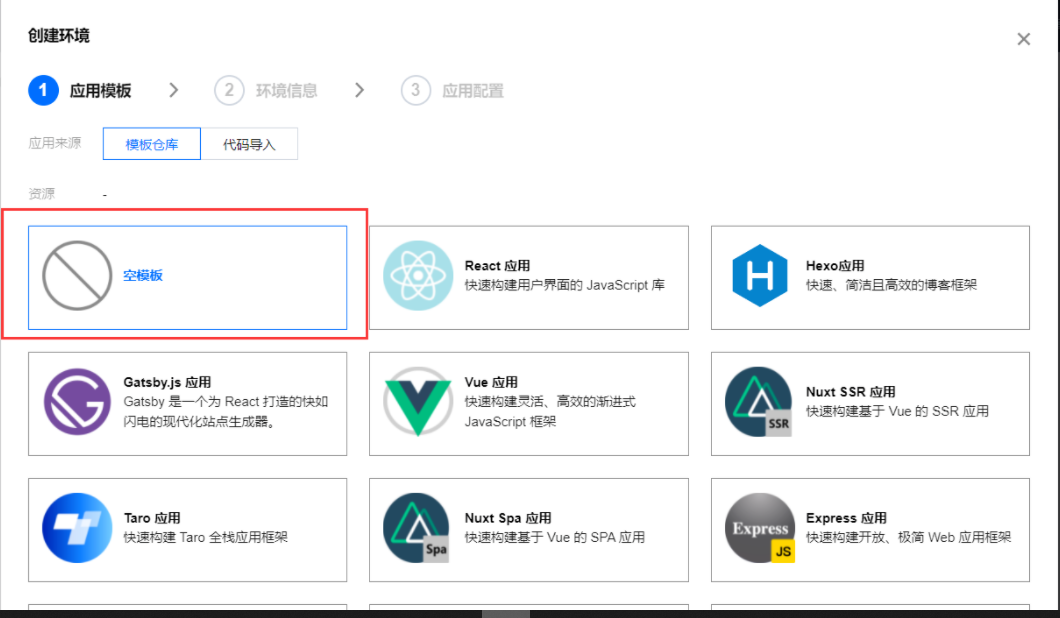 创建环境
1 应用模板 2 环境信息 3 应用配置
应用来源 模板仓库 代码导入
资源 -
空模板
React 应用
快速构建用户界面的 JavaScript 库
Hexo应用
快速、简洁且高效的博客框架
Gatsby.js 应用
Gatsby 是一个为 React 打造的快如
闪电的现代化站点生成器。
Vue 应用
快速构建灵活、高效的渐进式
JavaScript 框架
SSR
Nuxt SSR 应用
快速构建基于 Vue 的 SSR 应用
Taro 应用
快速构建 Taro 全栈应用框架
Spa
Nuxt Spa 应用
快速构建基于 Vue 的 SPA 应用
Express
JS
Express 应用
快速构建开放、极简 Web 应用框架